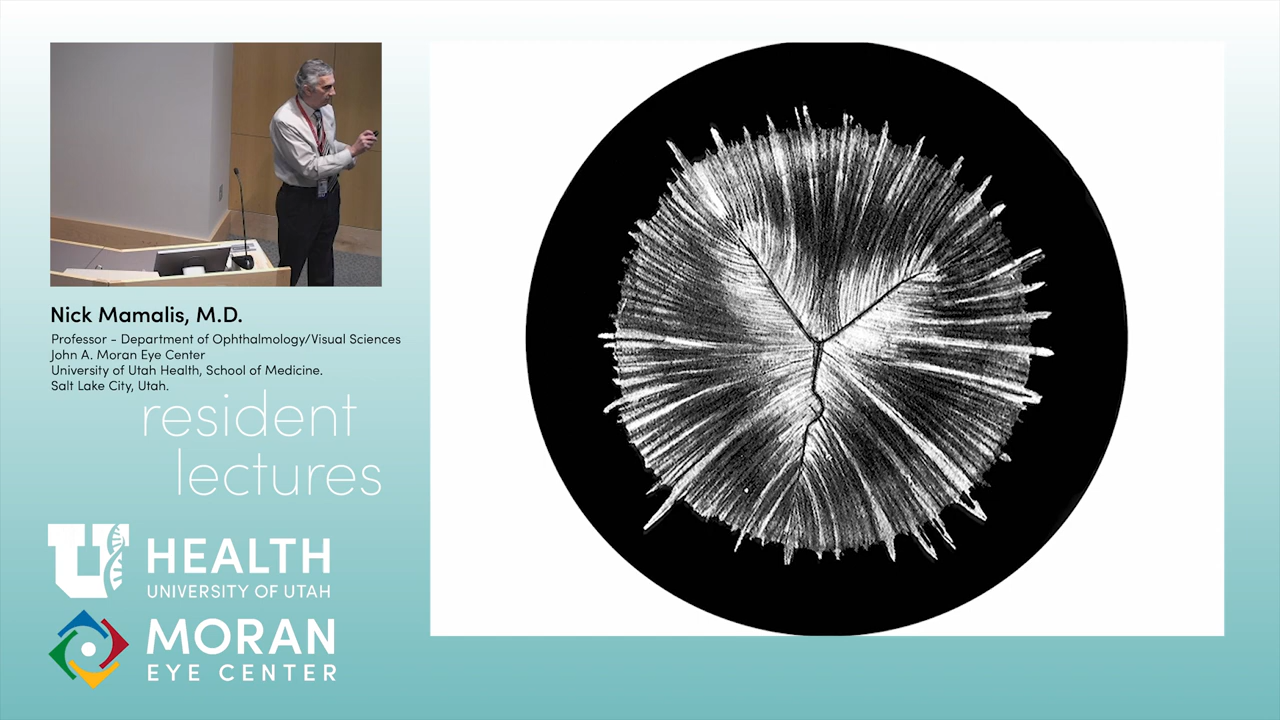 Nick Mamalis, M.D.
Professor - Department of Ophthalmology/Visual Sciences
John A. Moran Eye Center
University of Utah Health, School of Medicine.
Salt Lake City, Utah.
resident
lectures
U HEALTH
UNIVERSITY OF UTAH
MORAN
EYE CENTER